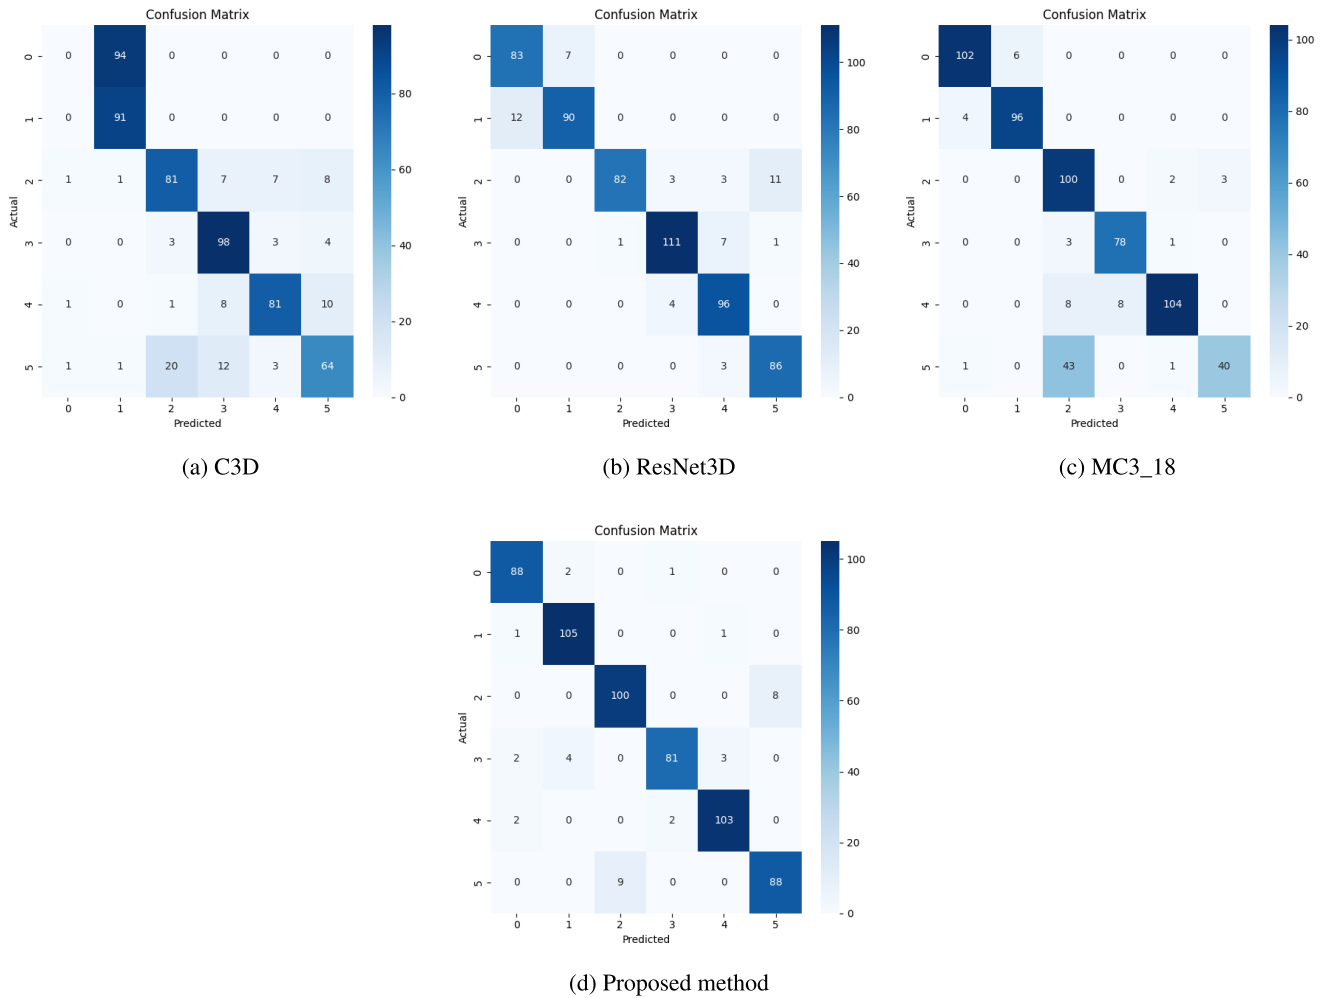 Confusion Matrix
0 0 94 0 0 0 0
1 0 91 0 0 0 0
2 1 1 81 7 7 8
3 0 0 3 98 3 4
4 1 0 1 8 81 10
5 1 1 20 12 3 64
0 1 2 3 4 5
Actual
Predicted
80
60
40
20
0
(a) C3D
Confusion Matrix
0 83 7 0 0 0 0
1 12 90 0 0 0 0
2 0 0 82 3 3 11
3 0 0 1 111 7 1
4 0 0 0 4 96 0
5 0 0 0 0 3 86
0 1 2 3 4 5
Actual
Predicted
100
80
60
40
20
0
(b) ResNet3D
Confusion Matrix
0 102 6 0 0 0 0
1 4 96 0 0 0 0
2 0 0 100 0 2 3
3 0 0 3 78 1 0
4 0 0 8 8 104 0
5 1 0 43 0 1 40
0 1 2 3 4 5
Actual
Predicted
100
80
60
40
20
0
(c) MC3_18
Confusion Matrix
0 88 2 0 1 0 0
1 1 105 0 0 1 0
2 0 0 100 0 0 8
3 2 4 0 81 3 0
4 2 0 0 2 103 0
5 0 0 9 0 0 88
0 1 2 3 4 5
Actual
Predicted
100
80
60
40
20
0
(d) Proposed method